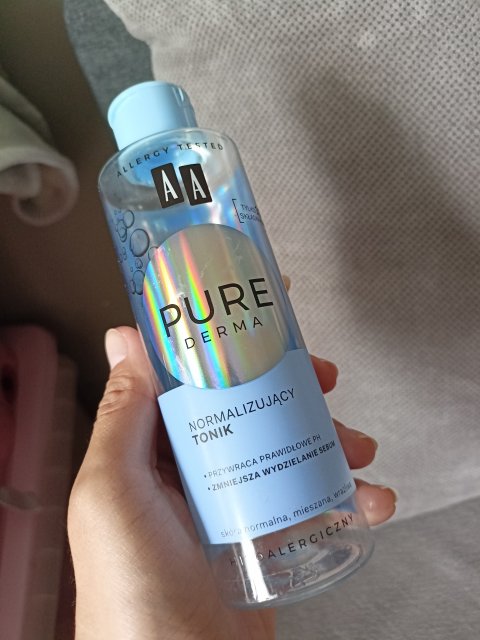 ALLERGY TESTED
AA
PURE
DERMA
NORMALIZUJĄCY
TONIK
• PRZYWRACA PRAWIDŁOWE PH
• ZMNIEJSZA WYDZIELANIE SEBUM
skóra normalna, mieszana,
HIPOALERGICZNY